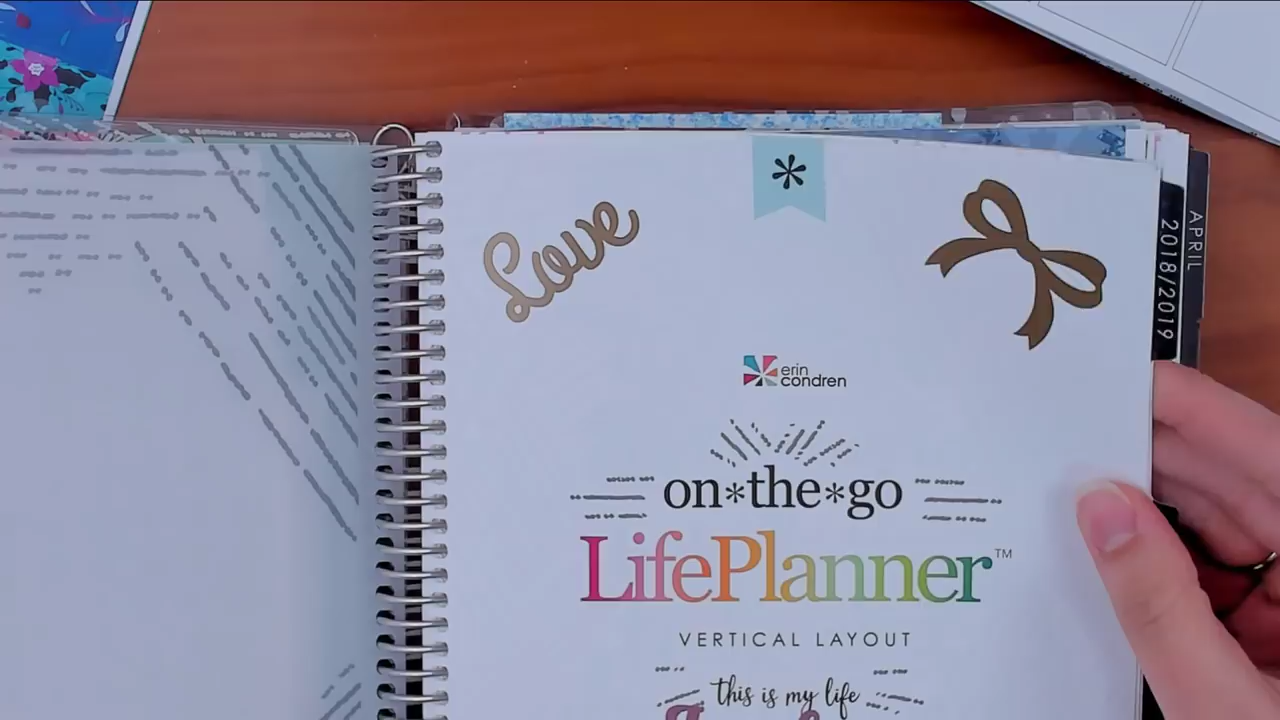 Love
APRIL
2018/2019
erin
condren
on*the*go
LifePlanner™
VERTICAL LAYOUT
this is my life